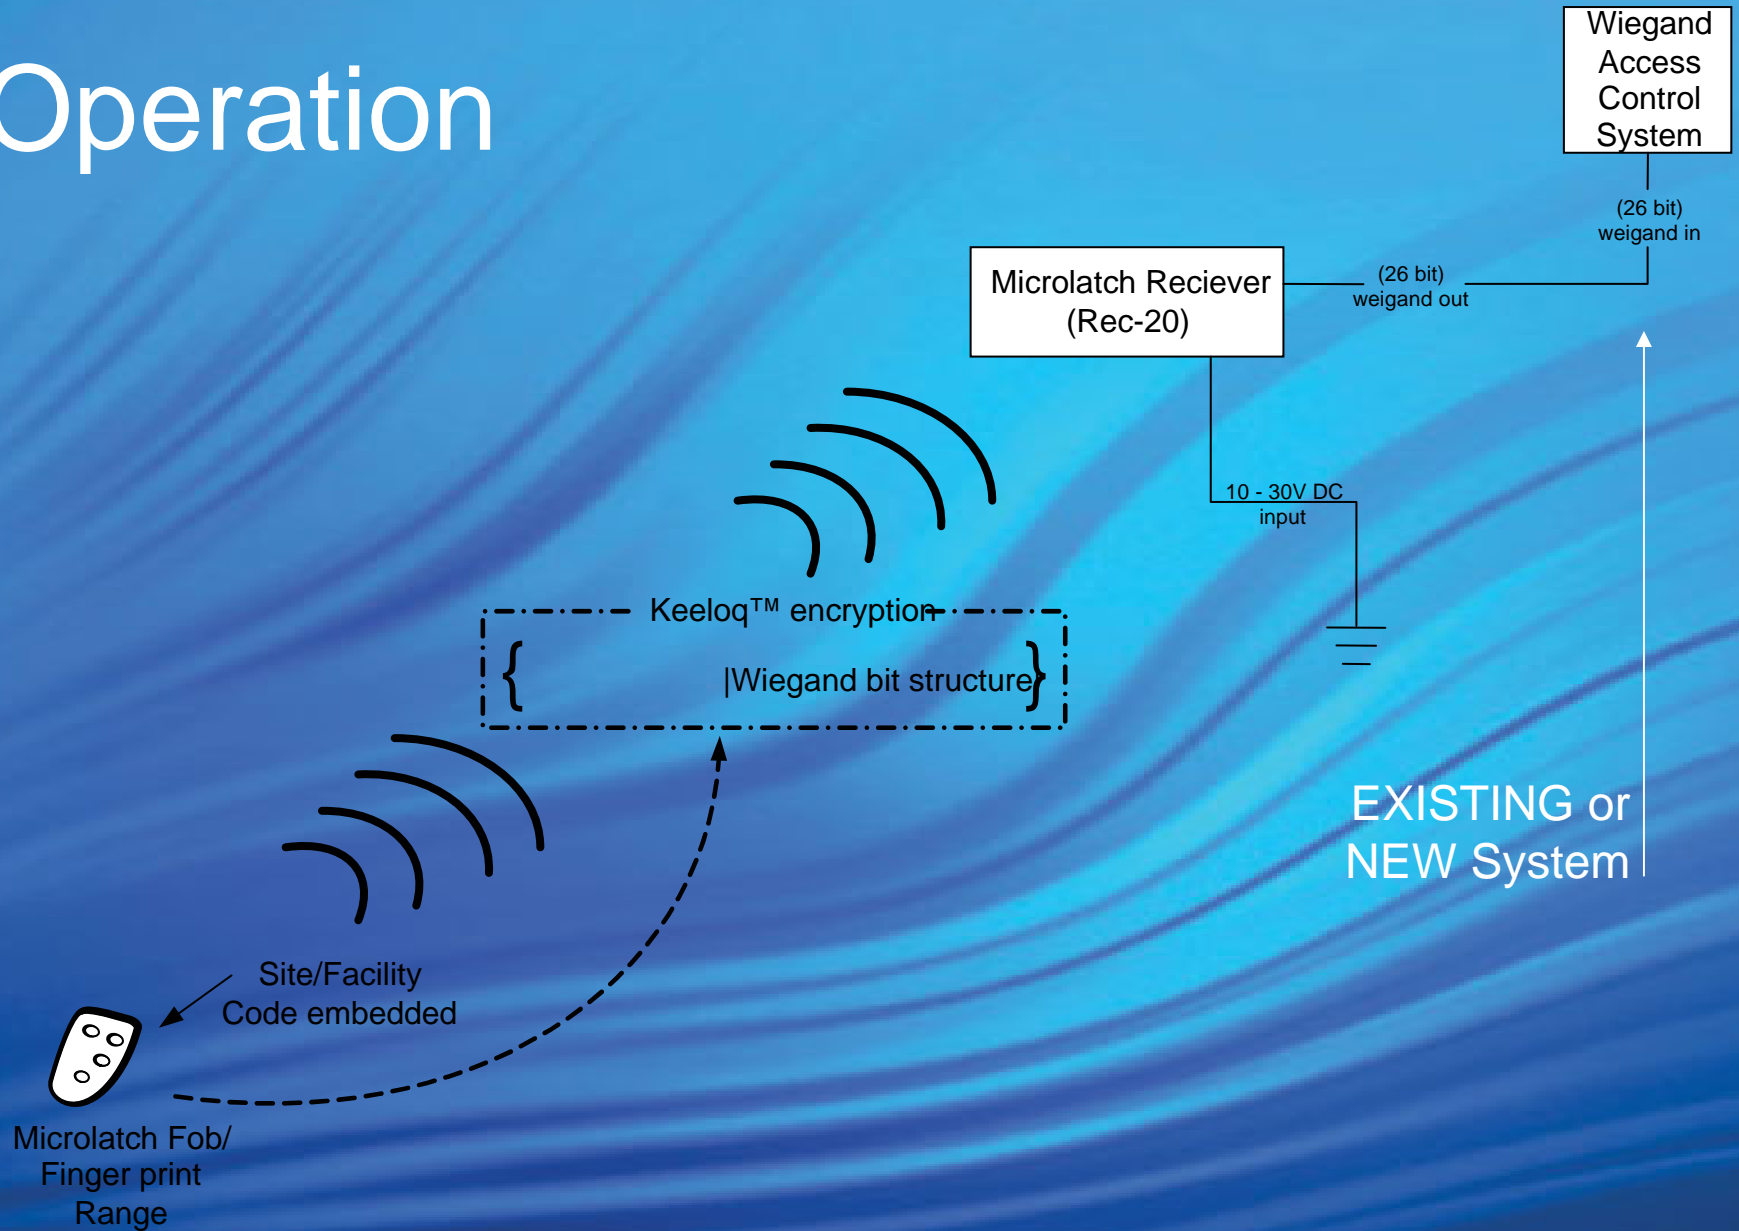 Operation
Wiegand
Access
Control
System
(26 bit)
weigand in
Microlatch Reciever
(Rec-20)
(26 bit)
weigand out
10 - 30V DC
input
Keeloq™ encryption
{ |Wiegand bit structure}
EXISTING or
NEW System
Site/Facility
Code embedded
Microlatch Fob/
Finger print
Range